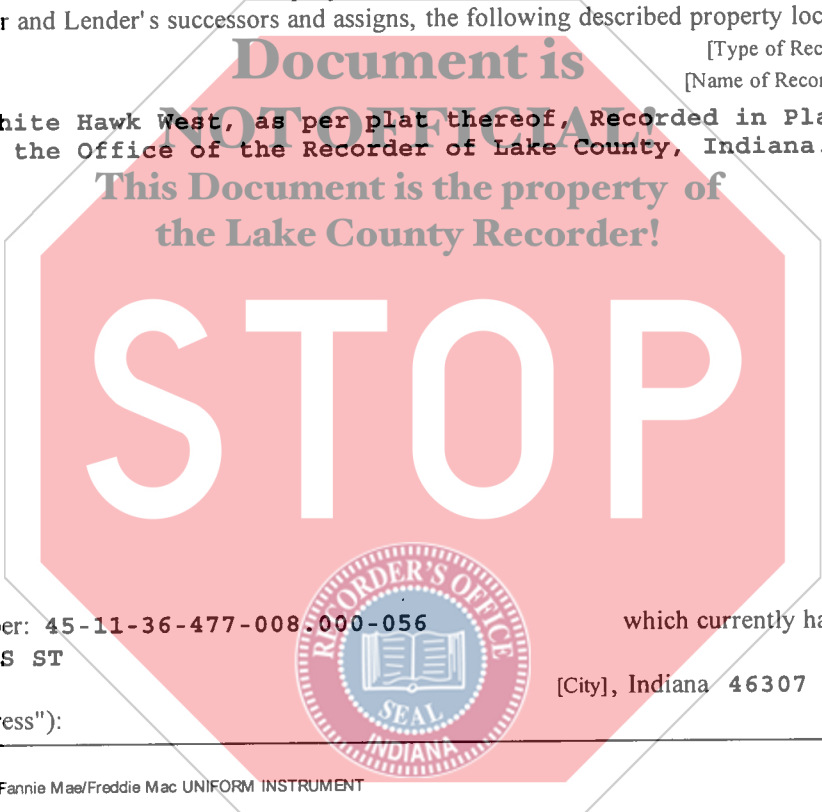 r and Lender's successors and assigns, the following described property loc
Document is
[Type of Rec
[Name of Recor
NOT OFFICIAL!
hite Hawk West, as per plat thereof, Recorded in Pla
the Office of the Recorder of Lake County, Indiana.
This Document is the property of
the Lake County Recorder!
STOP
RECORDER'S OFFICE
er: 45-11-36-477-008.000-056 which currently ha
S ST
[City], Indiana 46307
SEAL
ess"):
INDIANA
Fannie Mae/Freddie Mac UNIFORM INSTRUMENT